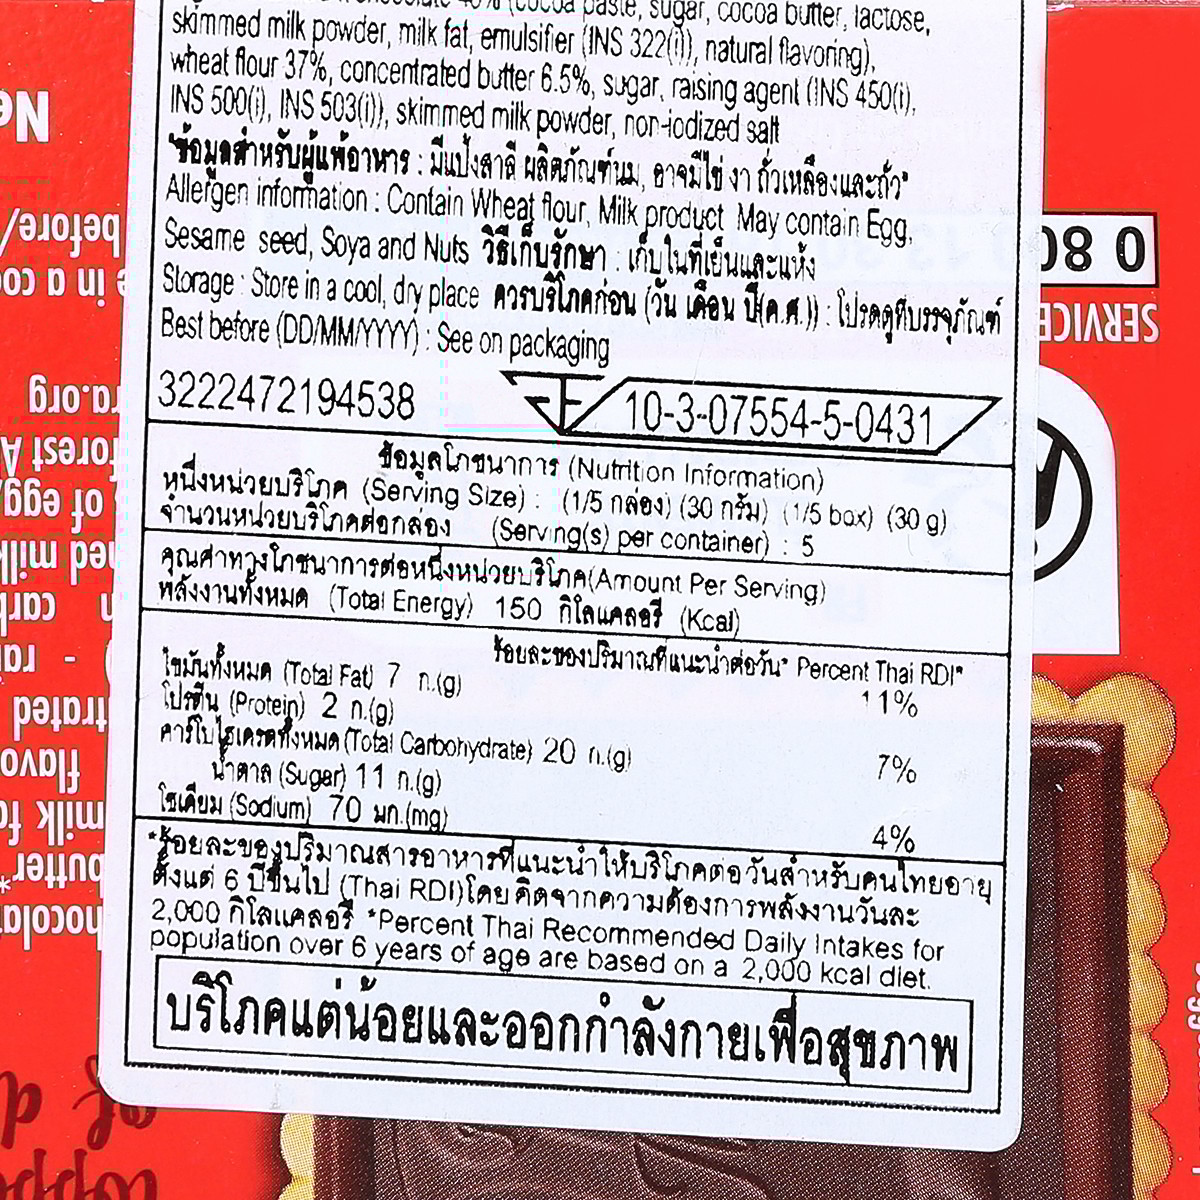 chocolate 40% (cocoa paste, sugar, cocoa butter, lactose,
skimmed milk powder, milk fat, emulsifier (INS 322(i)), natural flavoring),
wheat flour 37%, concentrated butter 6.5%, sugar, raising agent (INS 450(i),
INS 500(i), INS 503(i)), skimmed milk powder, non-iodized salt
"ข้อมูลสำหรับผู้แพ้อาหาร : มีแป้งสาลี ผลิตภัณฑ์นม, อาจมีไข่ งา ถั่วเหลืองและถั่ว"
Allergen information : Contain Wheat flour, Milk product May contain Egg,
Sesame seed, Soya and Nuts วิธีเก็บรักษา : เก็บในที่เย็นและแห้ง
Storage : Store in a cool, dry place ควรบริโภคก่อน (วัน เดือน ปี(ค.ศ.)) : โปรดดูที่บรรจุภัณฑ์
Best before (DD/MM/YYYY) : See on packaging
3222472194538
10-3-07554-5-0431
ข้อมูลโภชนาการ (Nutrition Information)
หนึ่งหน่วยบริโภค (Serving Size) : (1/5 กล่อง) (30 กรัม) (1/5 box) (30 g)
จำนวนหน่วยบริโภคต่อกล่อง (Serving(s) per container) : 5
คุณค่าทางโภชนาการต่อหนึ่งหน่วยบริโภค(Amount Per Serving)
พลังงานทั้งหมด (Total Energy) 150 กิโลแคลอรี (Kcal)
ร้อยละของปริมาณที่แนะนำต่อวัน* Percent Thai RDI*
ไขมันทั้งหมด (Total Fat) 7 ก.(g) 11%
โปรตีน (Protein) 2 ก.(g)
คาร์โบไฮเดรตทั้งหมด (Total Carbohydrate) 20 ก.(g) 7%
น้ำตาล (Sugar) 11 ก.(g)
โซเดียม (Sodium) 70 มก.(mg) 4%
*ร้อยละของปริมาณสารอาหารที่แนะนำให้บริโภคต่อวันสำหรับคนไทยอายุ
ตั้งแต่ 6 ปีขึ้นไป (Thai RDI)โดยคิดจากความต้องการพลังงานวันละ
2,000 กิโลแคลอรี *Percent Thai Recommended Daily Intakes for
population over 6 years of age are based on a 2,000 kcal diet.
บริโภคแต่น้อยและออกกำลังกายเพื่อสุขภาพ
0 80
SERVICE
before/
in a coo
ra.org
forest A
of egg,
milk
carb
flavo
milk fa
butter*